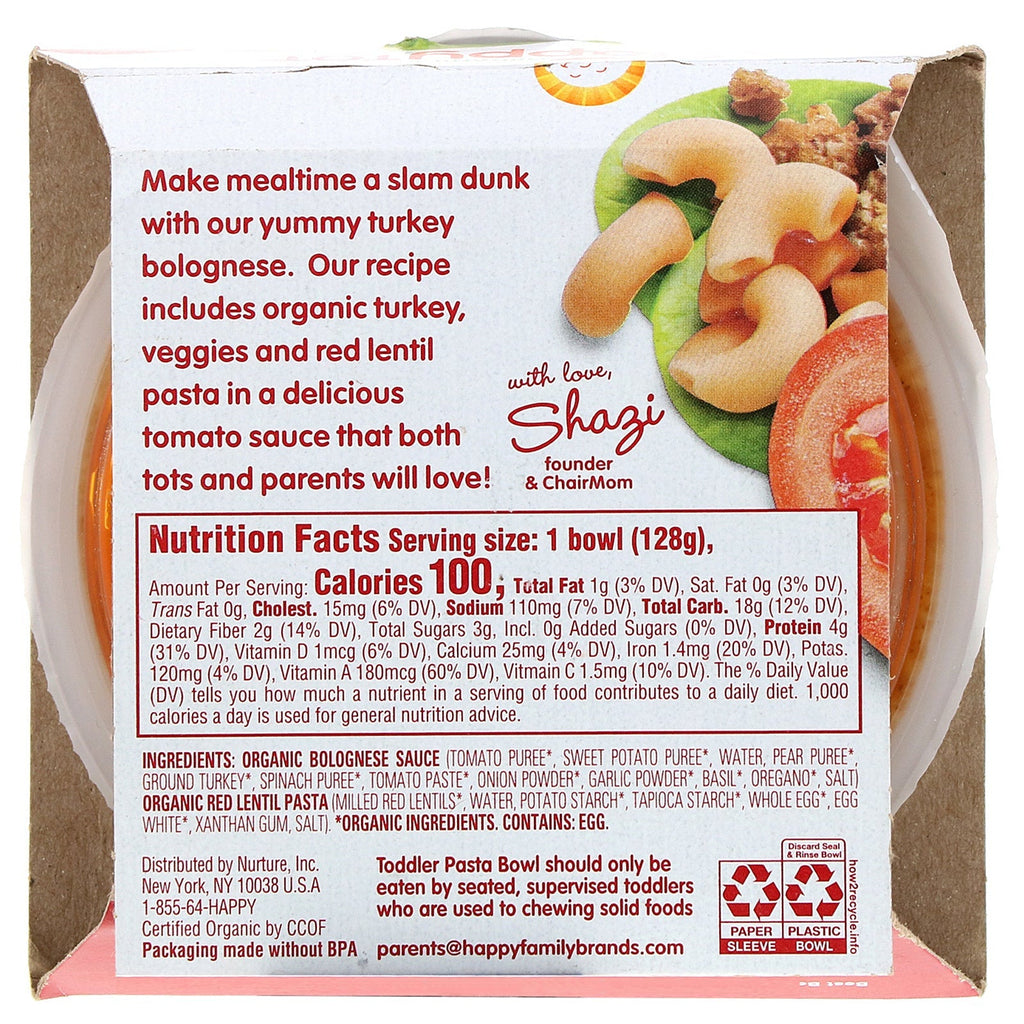 Make mealtime a slam dunk
with our yummy turkey
bolognese. Our recipe
includes organic turkey,
veggies and red lentil
pasta in a delicious
tomato sauce that both
tots and parents will love!
with love,
Shazi
founder
& ChairMom
Nutrition Facts Serving size: 1 bowl (128g),
Amount Per Serving: Calories 100, Total Fat 1g (3% DV), Sat. Fat 0g (3% DV),
Trans Fat 0g, Cholest. 15mg (6% DV), Sodium 110mg (7% DV), Total Carb. 18g (12% DV),
Dietary Fiber 2g (14% DV), Total Sugars 3g, Incl. 0g Added Sugars (0% DV), Protein 4g
(31% DV), Vitamin D 1mcg (6% DV), Calcium 25mg (4% DV), Iron 1.4mg (20% DV), Potas.
120mg (4% DV), Vitamin A 180mcg (60% DV), Vitmain C 1.5mg (10% DV). The % Daily Value
(DV) tells you how much a nutrient in a serving of food contributes to a daily diet. 1,000
calories a day is used for general nutrition advice.
INGREDIENTS: ORGANIC BOLOGNESE SAUCE (TOMATO PUREE*, SWEET POTATO PUREE*, WATER, PEAR PUREE*,
GROUND TURKEY*, SPINACH PUREE*, TOMATO PASTE*, ONION POWDER*, GARLIC POWDER*, BASIL*, OREGANO*, SALT)
ORGANIC RED LENTIL PASTA (MILLED RED LENTILS*, WATER, POTATO STARCH*, TAPIOCA STARCH*, WHOLE EGG*, EGG
WHITE*, XANTHAN GUM, SALT). *ORGANIC INGREDIENTS. CONTAINS: EGG.
Distributed by Nurture, Inc.
New York, NY 10038 U.S.A
1-855-64-HAPPY
Certified Organic by CCOF
Packaging made without BPA
Toddler Pasta Bowl should only be
eaten by seated, supervised toddlers
who are used to chewing solid foods
parents@happyfamilybrands.com
Discard Seal
& Rinse Bowl
PAPER
SLEEVE
PLASTIC
BOWL
how2recycle.info